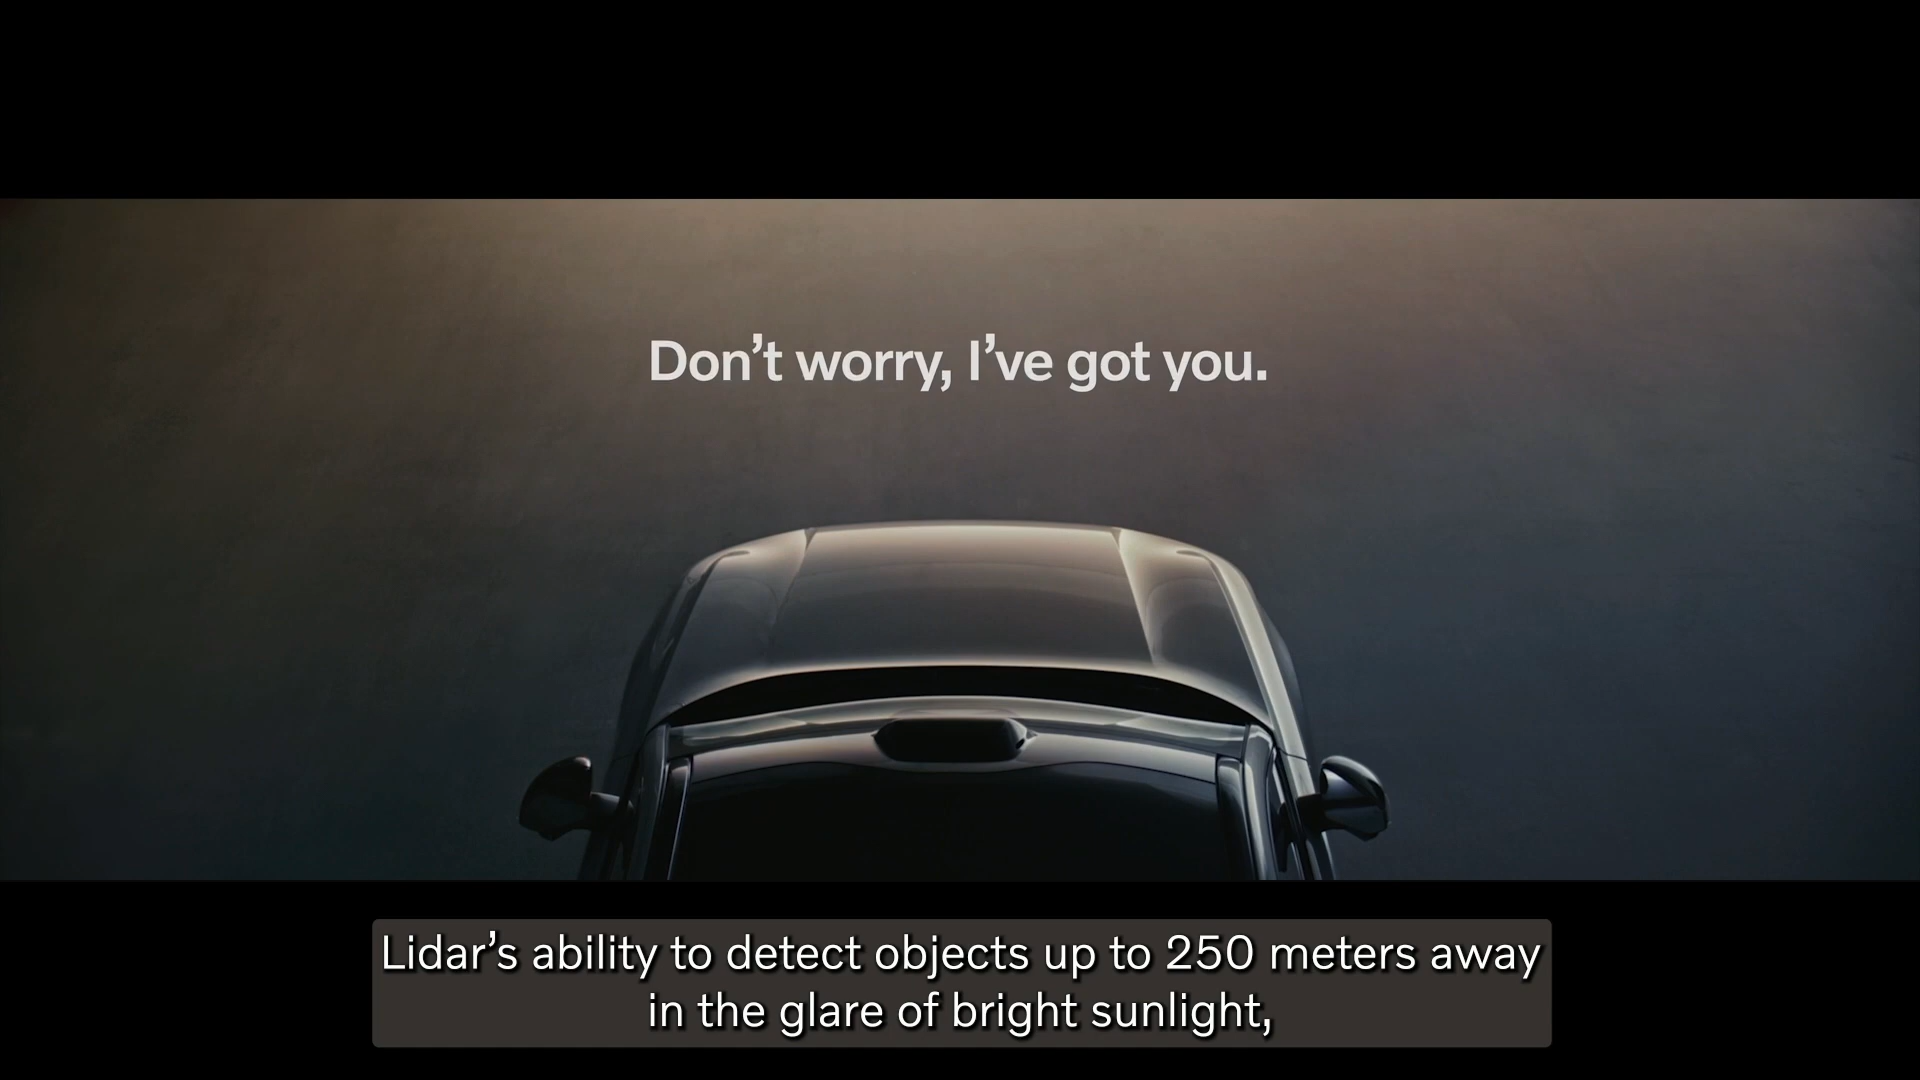 Don’t worry, I’ve got you.
Lidar’s ability to detect objects up to 250 meters away
in the glare of bright sunlight,